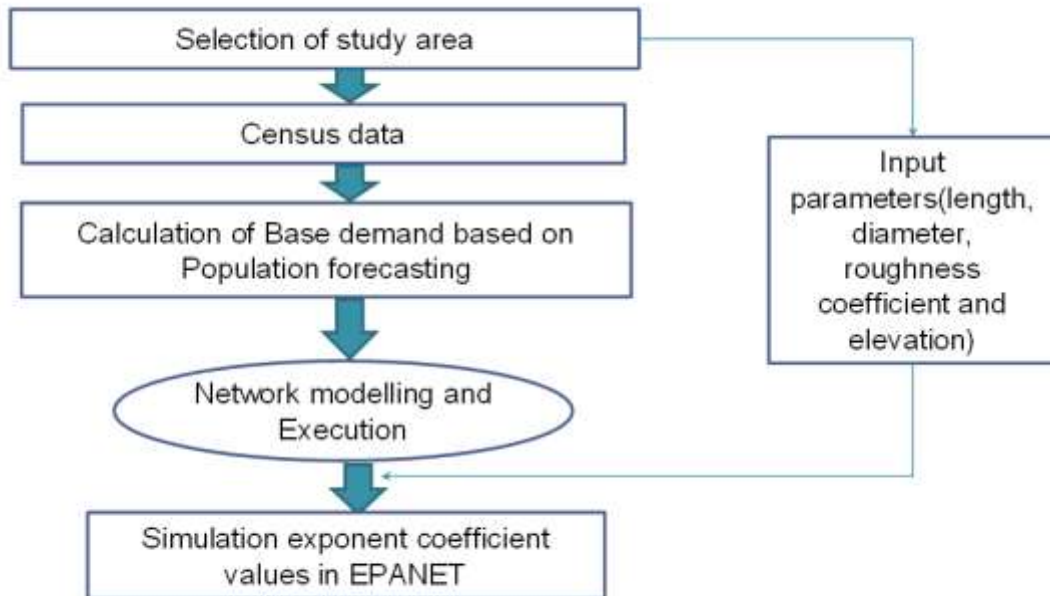 Selection of study area
Census data
Calculation of Base demand based on
Population forecasting
Network modelling and
Execution
Simulation exponent coefficient
values in EPANET
Input
parameters(length,
diameter,
roughness
coefficient and
elevation)